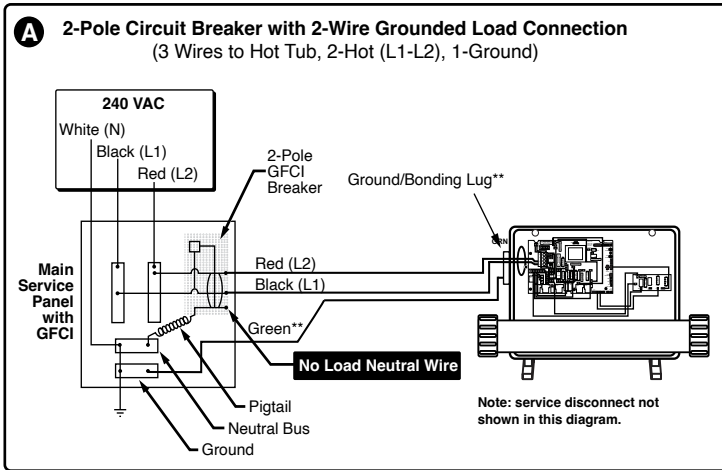 A
2-Pole Circuit Breaker with 2-Wire Grounded Load Connection
(3 Wires to Hot Tub, 2-Hot (L1-L2), 1-Ground)
240 VAC
White (N)
Black (L1)
Red (L2)
2-Pole
GFCI
Breaker
Ground/Bonding Lug**
GRN
Main
Service
Panel
with
GFCI
Red (L2)
Black (L1)
Green**
No Load Neutral Wire
Pigtail
Neutral Bus
Ground
Note: service disconnect not
shown in this diagram.